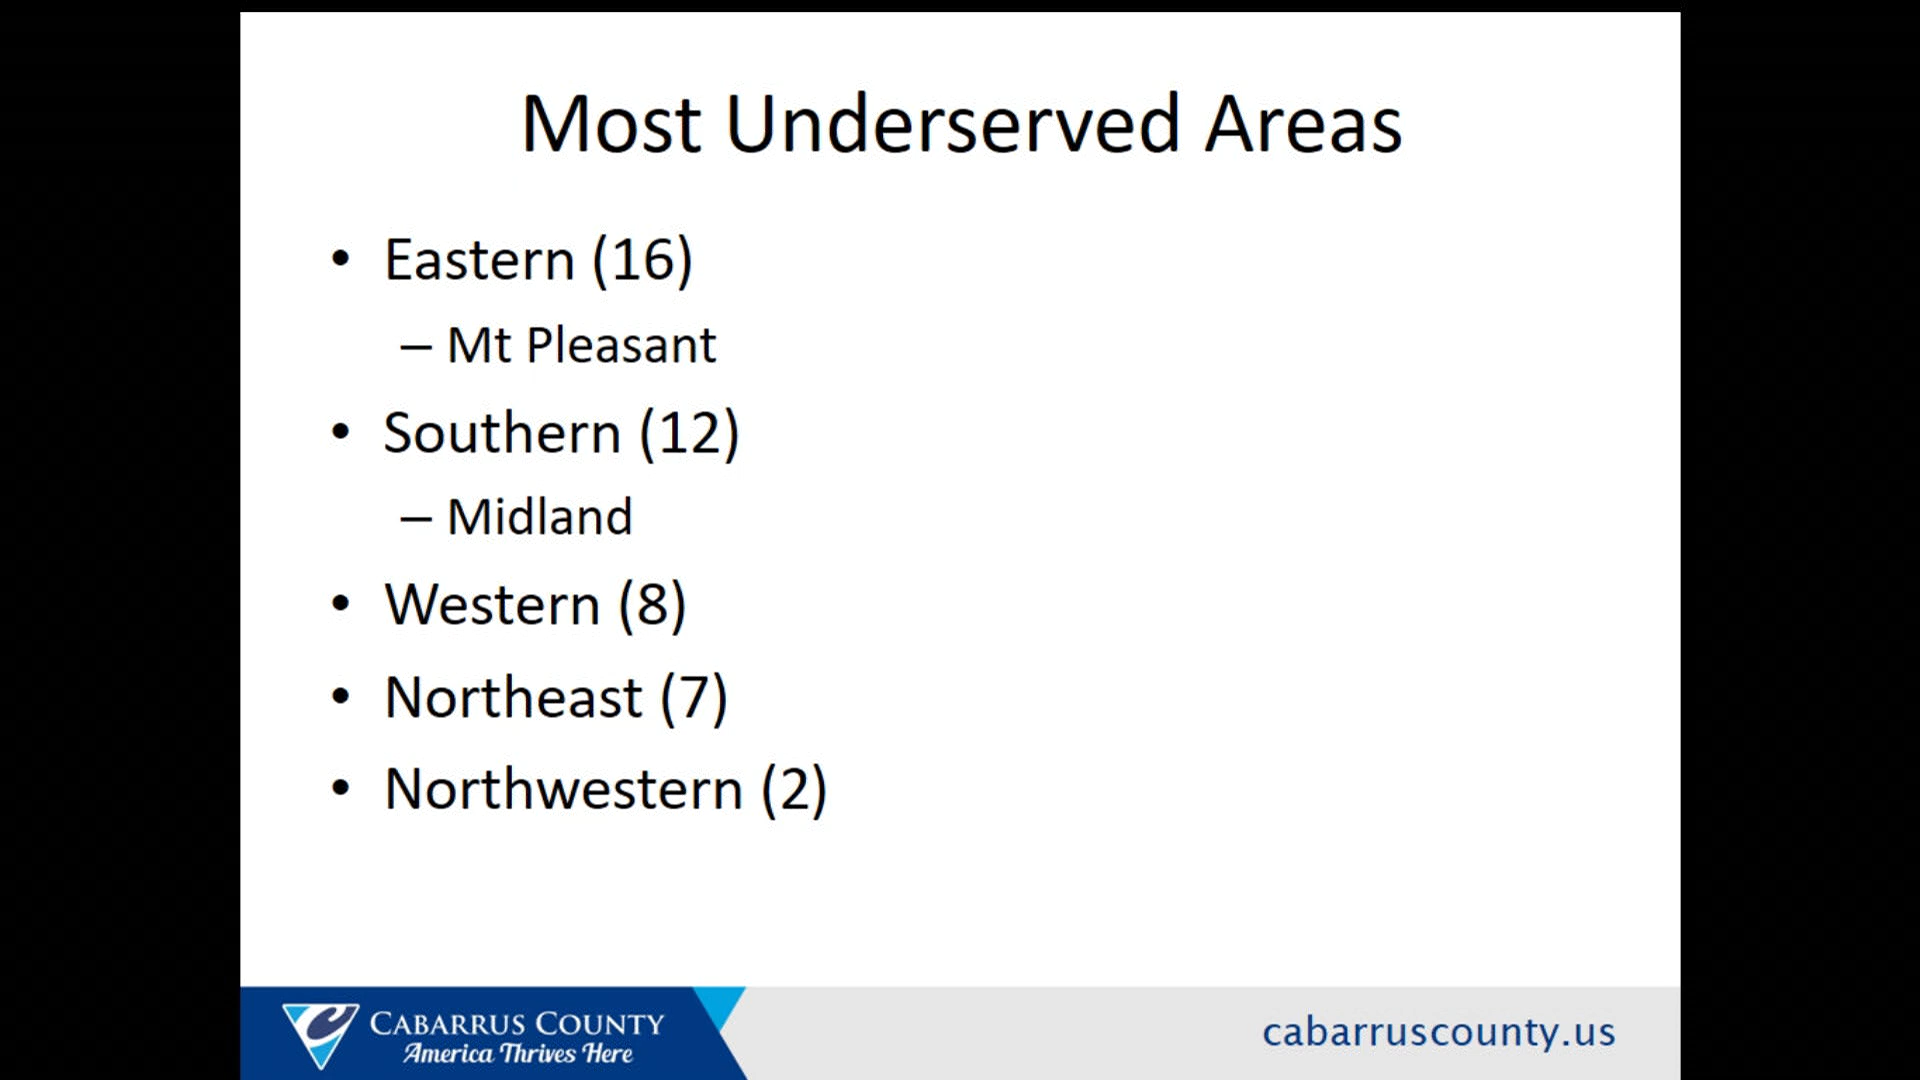 Most Underserved Areas
• Eastern (16)
– Mt Pleasant
• Southern (12)
– Midland
• Western (8)
• Northeast (7)
• Northwestern (2)
CABARRUS COUNTY
America Thrives Here
cabarruscounty.us